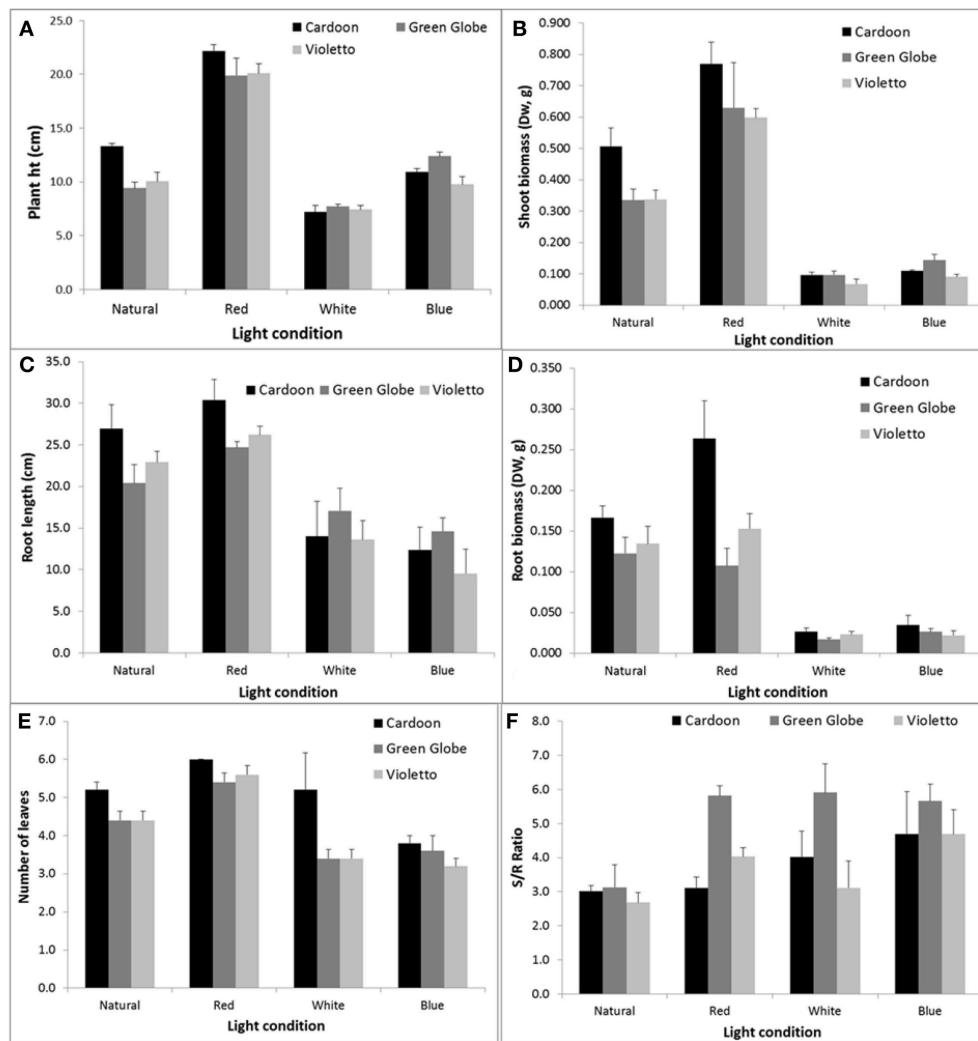 A
Cardoon
Green Globe
Violetto
Plant ht (cm)
25.0
20.0
15.0
10.0
5.0
0.0
Natural
Red
White
Blue
Light condition
B
Cardoon
Green Globe
Violetto
Shoot biomass (Dw, g)
0.900
0.800
0.700
0.600
0.500
0.400
0.300
0.200
0.100
0.000
Natural
Red
White
Blue
Light condition
C
Cardoon
Green Globe
Violetto
Root length (cm)
35.0
30.0
25.0
20.0
15.0
10.0
5.0
0.0
Natural
Red
White
Blue
Light condition
D
Cardoon
Green Globe
Violetto
Root biomass (DW, g)
0.350
0.300
0.250
0.200
0.150
0.100
0.050
0.000
Natural
Red
White
Blue
Light condition
E
Cardoon
Green Globe
Violetto
Number of leaves
7.0
6.0
5.0
4.0
3.0
2.0
1.0
0.0
Natural
Red
White
Blue
Light condition
F
Cardoon
Green Globe
Violetto
S/R Ratio
8.0
7.0
6.0
5.0
4.0
3.0
2.0
1.0
0.0
Natural
Red
White
Blue
Light condition